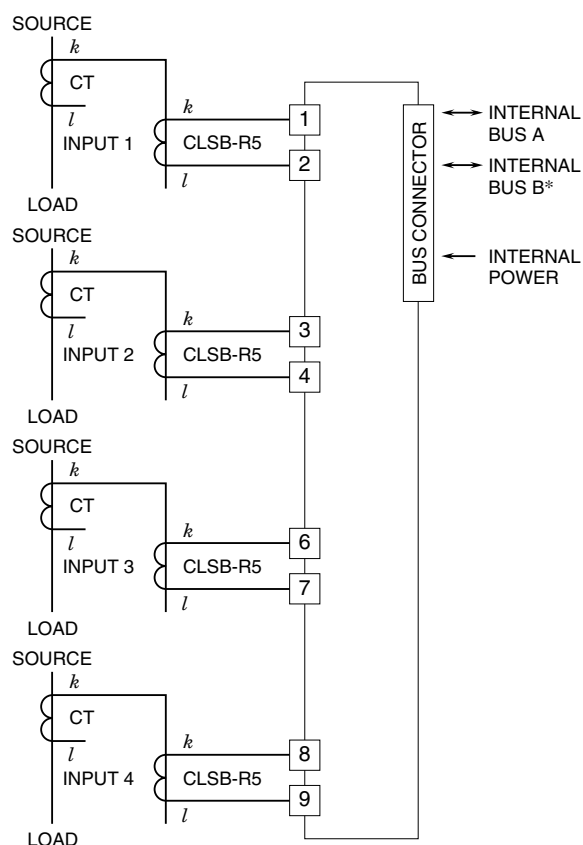 SOURCE
k
CT
l
INPUT 1
k
CLSB-R5
l
1
2
LOAD
SOURCE
k
CT
l
INPUT 2
k
CLSB-R5
l
3
4
LOAD
SOURCE
k
CT
l
INPUT 3
k
CLSB-R5
l
6
7
LOAD
SOURCE
k
CT
l
INPUT 4
k
CLSB-R5
l
8
9
LOAD
BUS CONNECTOR
INTERNAL
BUS A
INTERNAL
BUS B*
INTERNAL
POWER